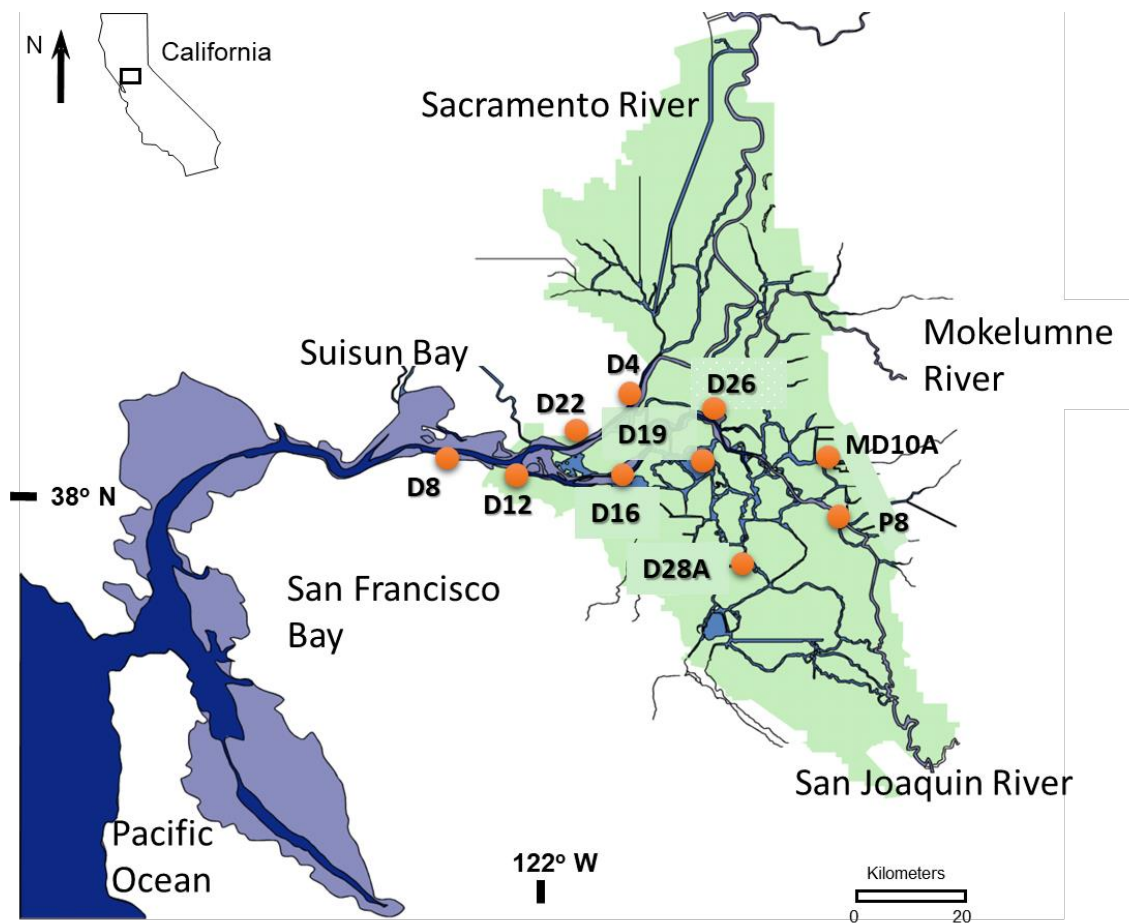 N
California
Sacramento River
Mokelumne
River
Suisun Bay
D4
D26
D22
D19
MD10A
D8
D12
38° N
D16
P8
D28A
San Francisco
Bay
San Joaquin River
Pacific
Ocean
122° W
Kilometers
0 20